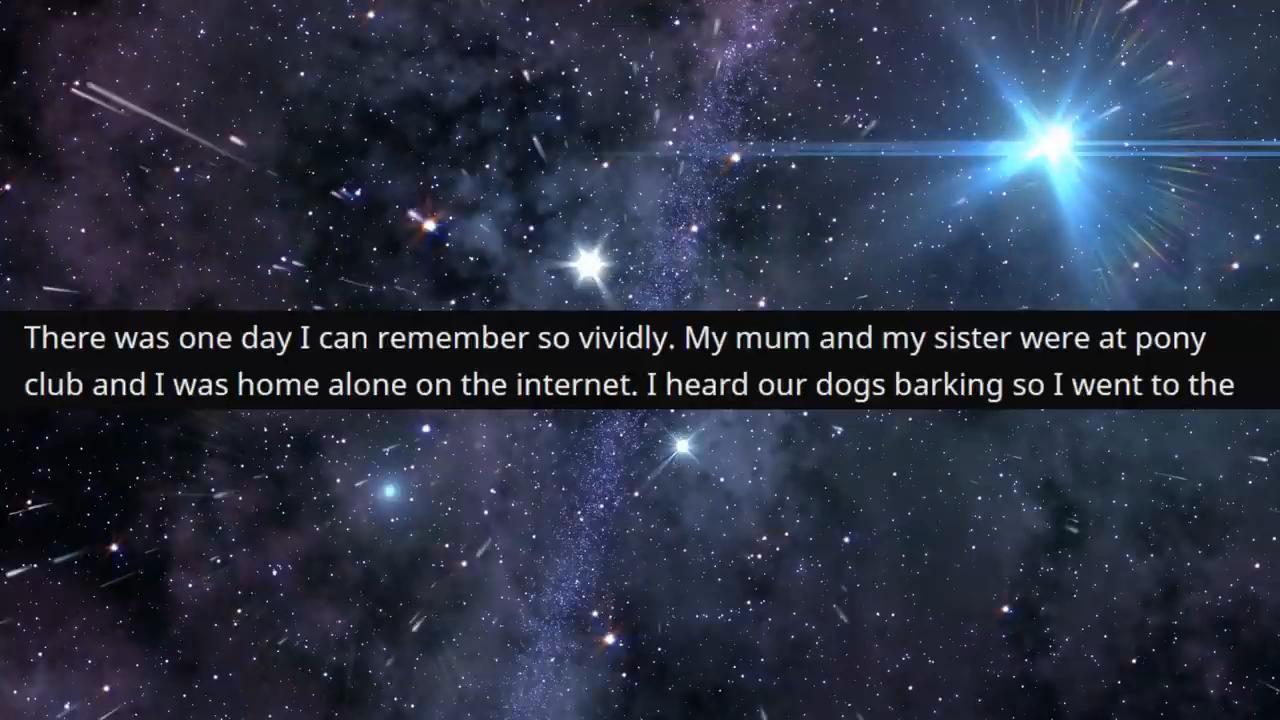 There was one day I can remember so vividly. My mum and my sister were at pony
club and I was home alone on the internet. I heard our dogs barking so I went to the